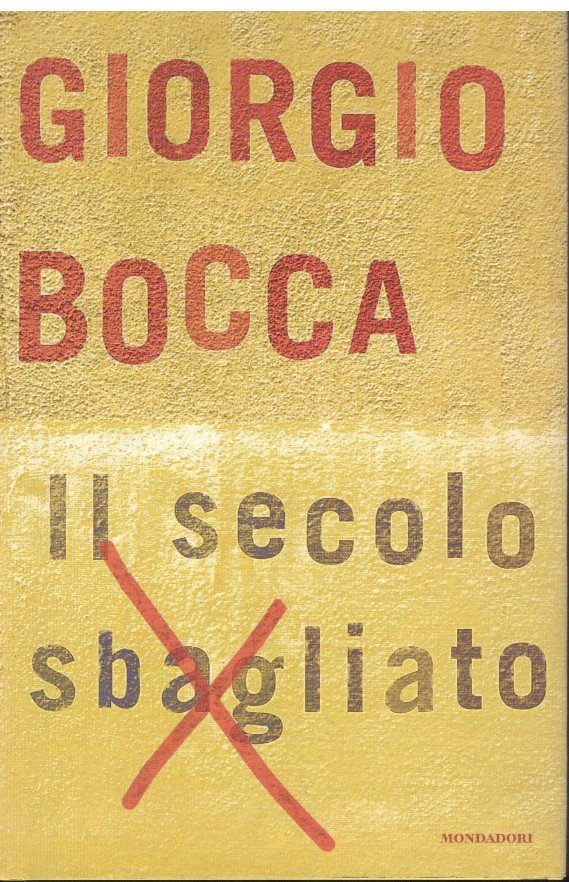 GIORGIO
BOCCA
Il secolo
sbagliato
MONDADORI